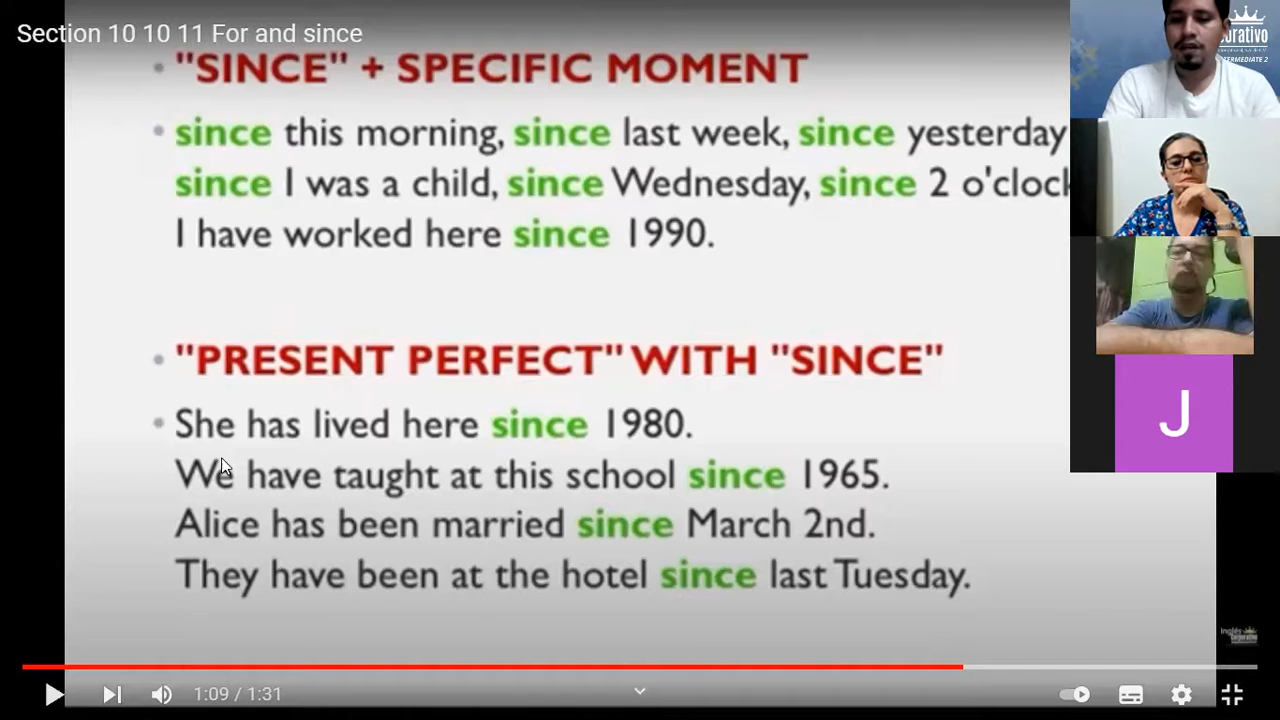 Section 10 10 11 For and since
• "SINCE" + SPECIFIC MOMENT
• since this morning, since last week, since yesterday
since I was a child, since Wednesday, since 2 o'clock
I have worked here since 1990.
• "PRESENT PERFECT" WITH "SINCE"
• She has lived here since 1980.
We have taught at this school since 1965.
Alice has been married since March 2nd.
They have been at the hotel since last Tuesday.
J
Inglés
Corporativo
1:09 / 1:31